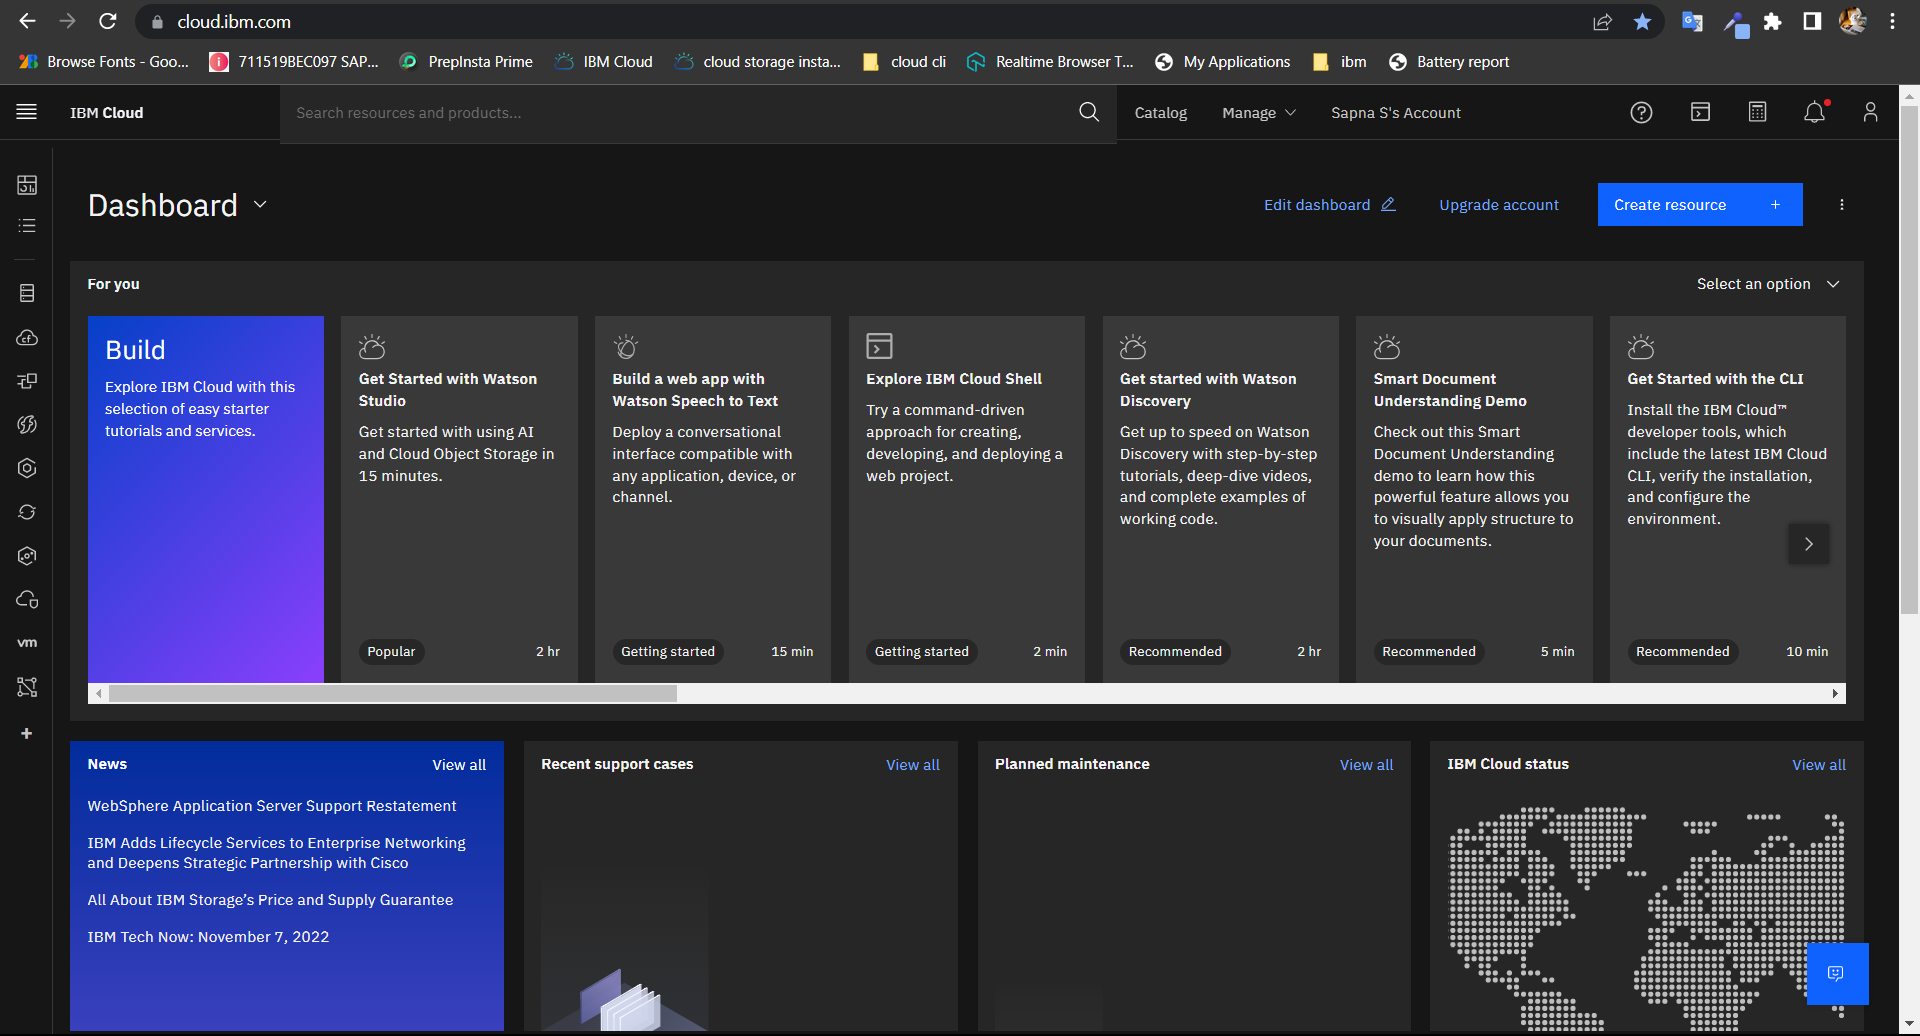 cloud.ibm.com
Browse Fonts - Goo...
711519BEC097 SAP...
PrepInsta Prime
IBM Cloud
cloud storage insta...
cloud cli
Realtime Browser T...
My Applications
ibm
Battery report
IBM Cloud
Search resources and products...
Catalog
Manage
Sapna S's Account
Dashboard
Edit dashboard
Upgrade account
Create resource +
For you
Select an option
Build
Explore IBM Cloud with this
selection of easy starter
tutorials and services.
Get Started with Watson
Studio
Get started with using AI
and Cloud Object Storage in
15 minutes.
Popular
2 hr
Build a web app with
Watson Speech to Text
Deploy a conversational
interface compatible with
any application, device, or
channel.
Getting started
15 min
Explore IBM Cloud Shell
Try a command-driven
approach for creating,
developing, and deploying a
web project.
Getting started
2 min
Get started with Watson
Discovery
Get up to speed on Watson
Discovery with step-by-step
tutorials, deep-dive videos,
and complete examples of
working code.
Recommended
2 hr
Smart Document
Understanding Demo
Check out this Smart
Document Understanding
demo to learn how this
powerful feature allows you
to visually apply structure to
your documents.
Recommended
5 min
Get Started with the CLI
Install the IBM Cloud™
developer tools, which
include the latest IBM Cloud
CLI, verify the installation,
and configure the
environment.
Recommended
10 min
cf
vm
News
View all
WebSphere Application Server Support Restatement
IBM Adds Lifecycle Services to Enterprise Networking
and Deepens Strategic Partnership with Cisco
All About IBM Storage’s Price and Supply Guarantee
IBM Tech Now: November 7, 2022
Recent support cases
View all
Planned maintenance
View all
IBM Cloud status
View all